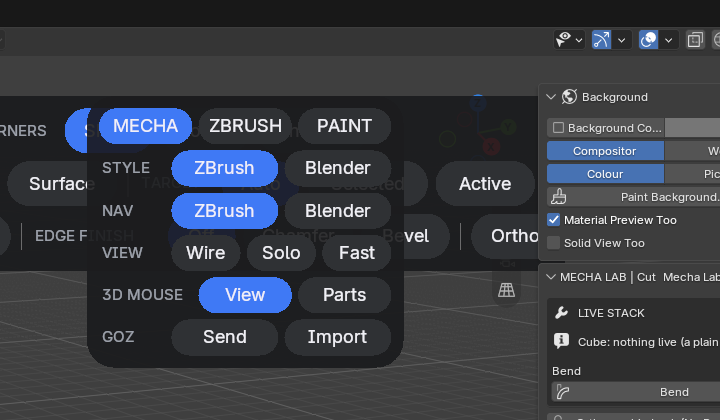 MECHA ZBRUSH PAINT
STYLE ZBrush Blender
NAV ZBrush Blender
VIEW Wire Solo Fast
3D MOUSE View Parts
GOZ Send Import
RNERS
Surface Active
EDGE F Bevel Ortho
Background
Background Co...
Compositor
Colour Pic
Paint Background.
Material Preview Too
Solid View Too
MECHA LAB | Cut Mecha Lab
LIVE STACK
Cube: nothing live (a plain
Bend
Bend